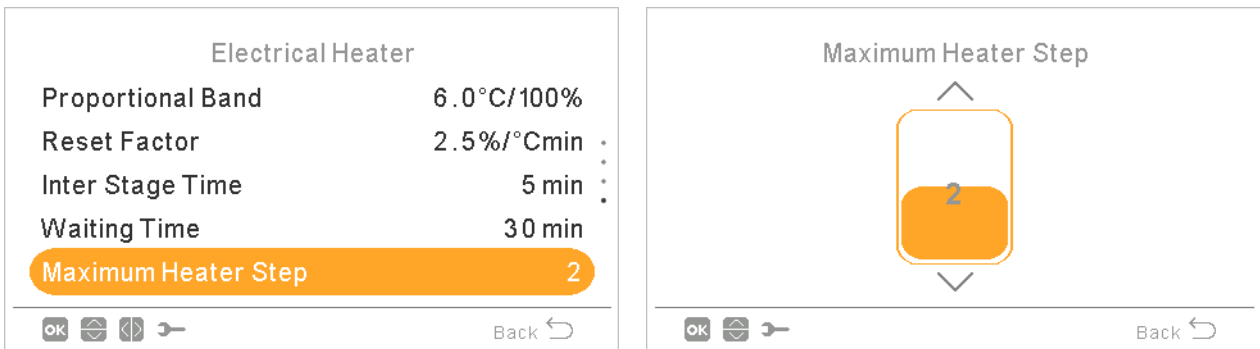 Electrical Heater
Proportional Band 6.0°C/100%
Reset Factor 2.5%/°Cmin
Inter Stage Time 5 min
Waiting Time 30 min
Maximum Heater Step 2
OK Back
Maximum Heater Step
2
OK Back